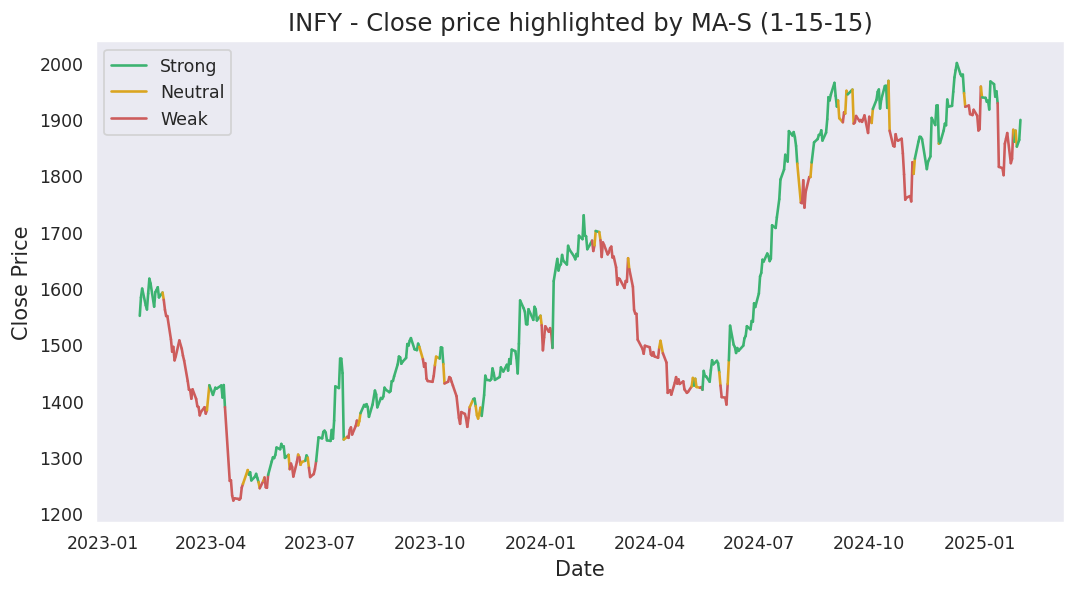 INFY - Close price highlighted by MA-S (1-15-15)
Strong
Neutral
Weak
Close Price
2000
1900
1800
1700
1600
1500
1400
1300
1200
2023-01 2023-04 2023-07 2023-10 2024-01 2024-04 2024-07 2024-10 2025-01
Date